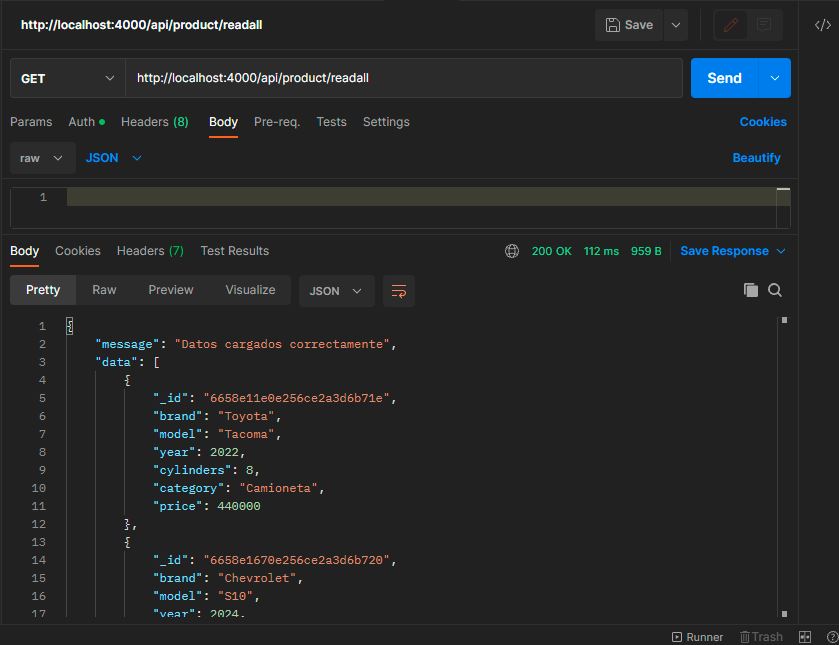 http://localhost:4000/api/product/readall
Save
</>
GET
http://localhost:4000/api/product/readall
Send
Params Auth Headers (8) Body Pre-req. Tests Settings Cookies
raw JSON Beautify
1
Body Cookies Headers (7) Test Results 200 OK 112 ms 959 B Save Response
Pretty Raw Preview Visualize JSON
1 {
2 "message": "Datos cargados correctamente",
3 "data": [
4 {
5 "_id": "6658e11e0e256ce2a3d6b71e",
6 "brand": "Toyota",
7 "model": "Tacoma",
8 "year": 2022,
9 "cylinders": 8,
10 "category": "Camioneta",
11 "price": 440000
12 },
13 {
14 "_id": "6658e1670e256ce2a3d6b720",
15 "brand": "Chevrolet",
16 "model": "S10",
17 "year": 2024,
Runner Trash